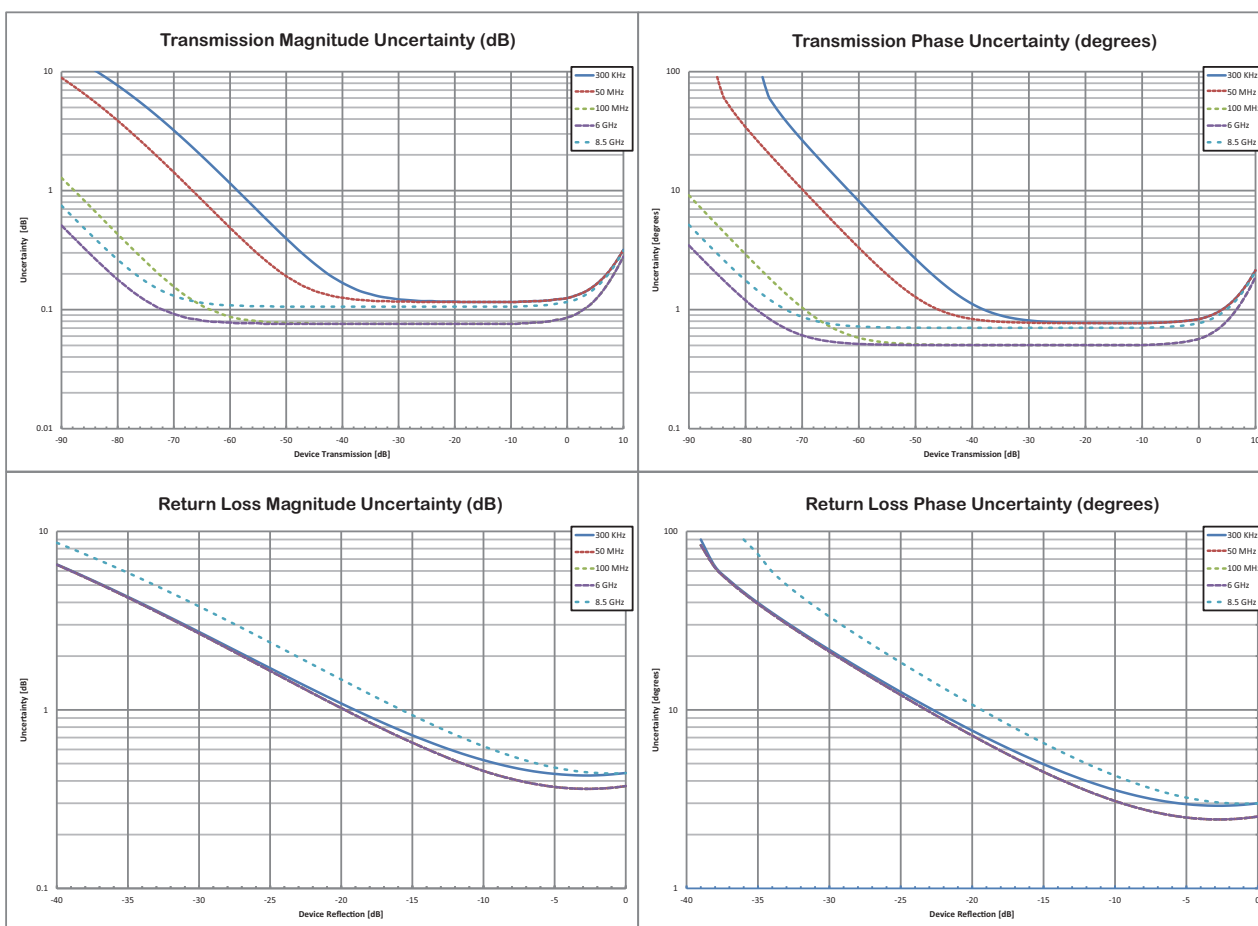 Transmission Magnitude Uncertainty (dB)
10
1
0.1
0.01
Uncertainty [dB]
-90 -80 -70 -60 -50 -40 -30 -20 -10 0 10
Device Transmission [dB]
300 KHz
50 MHz
100 MHz
6 GHz
8.5 GHz
Transmission Phase Uncertainty (degrees)
100
10
1
0.1
Uncertainty [degrees]
-90 -80 -70 -60 -50 -40 -30 -20 -10 0 10
Device Transmission [dB]
300 KHz
50 MHz
100 MHz
6 GHz
8.5 GHz
Return Loss Magnitude Uncertainty (dB)
10
1
0.1
Uncertainty [dB]
-40 -35 -30 -25 -20 -15 -10 -5 0
Device Reflection [dB]
300 KHz
50 MHz
100 MHz
6 GHz
8.5 GHz
Return Loss Phase Uncertainty (degrees)
100
10
1
Uncertainty [degrees]
-40 -35 -30 -25 -20 -15 -10 -5 0
Device Reflection [dB]
300 KHz
50 MHz
100 MHz
6 GHz
8.5 GHz